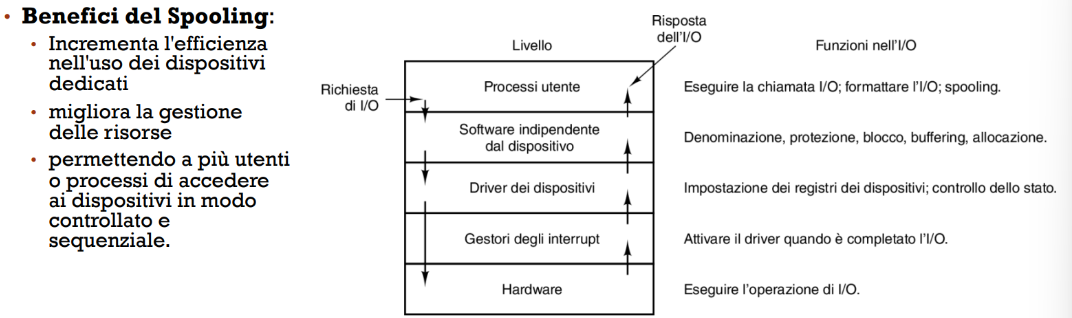 • Benefici del Spooling:
• Incrementa l'efficienza
nell'uso dei dispositivi
dedicati
• migliora la gestione
delle risorse
• permettendo a più utenti
o processi di accedere
ai dispositivi in modo
controllato e
sequenziale.
Richiesta
di I/O
Livello
Risposta
dell'I/O
Funzioni nell'I/O
Processi utente
Eseguire la chiamata I/O; formattare l'I/O; spooling.
Software indipendente
dal dispositivo
Denominazione, protezione, blocco, buffering, allocazione.
Driver dei dispositivi
Impostazione dei registri dei dispositivi; controllo dello stato.
Gestori degli interrupt
Attivare il driver quando è completato l'I/O.
Hardware
Eseguire l'operazione di I/O.